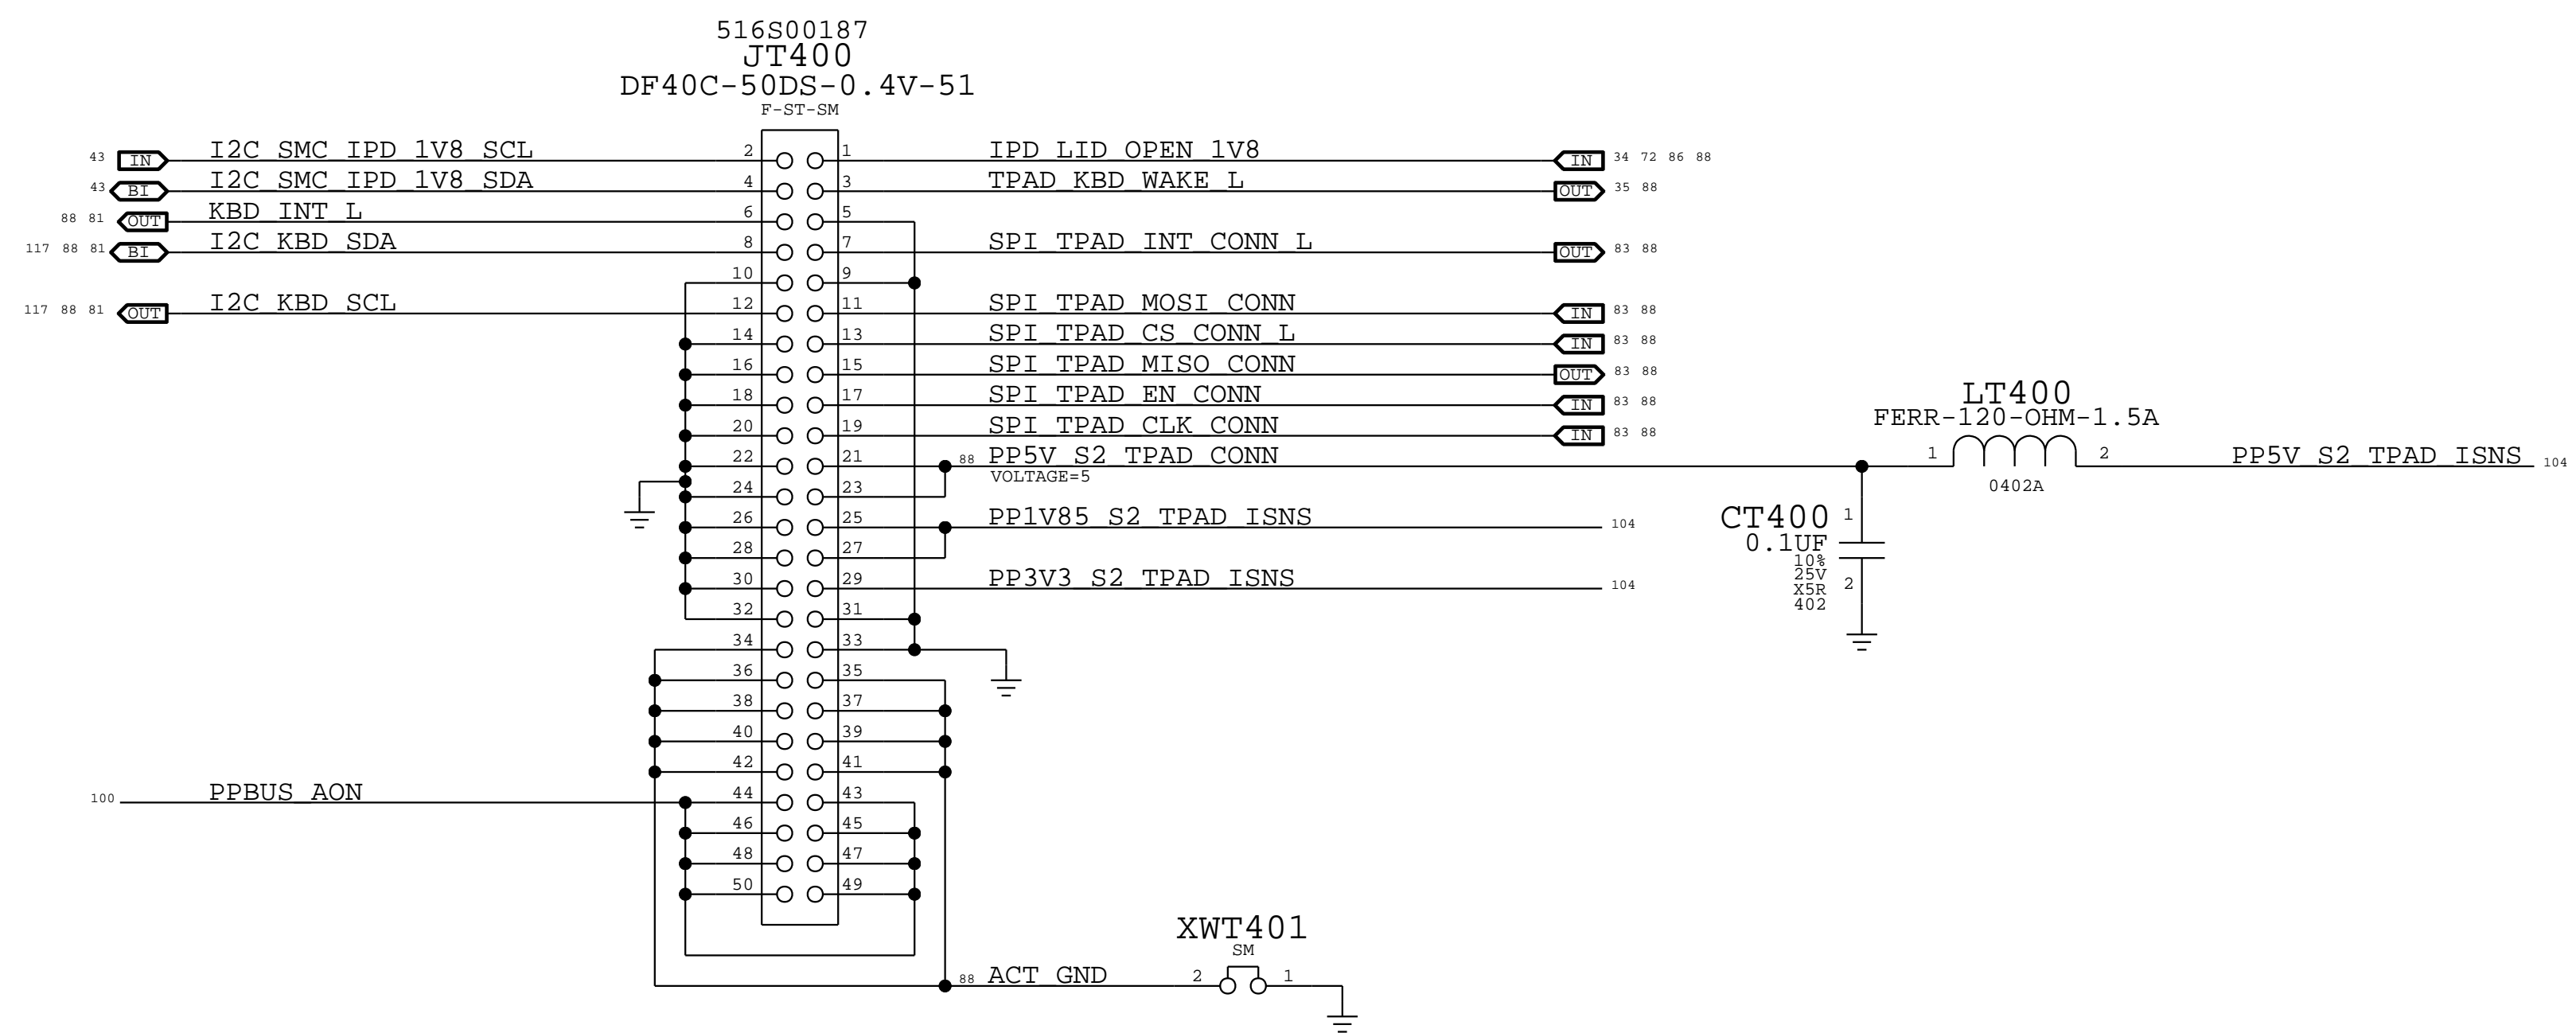 516S00187
JT400
DF40C-50DS-0.4V-51
F-ST-SM
43 IN I2C_SMC_IPD_1V8_SCL 2 1 IPD_LID_OPEN_1V8 IN 34 72 86 88
43 BI I2C_SMC_IPD_1V8_SDA 4 3 TPAD_KBD_WAKE_L OUT 35 88
88 81 OUT KBD_INT_L 6 5
117 88 81 BI I2C_KBD_SDA 8 7 SPI_TPAD_INT_CONN_L OUT 83 88
10 9
117 88 81 OUT I2C_KBD_SCL 12 11 SPI_TPAD_MOSI_CONN IN 83 88
14 13 SPI_TPAD_CS_CONN_L IN 83 88
16 15 SPI_TPAD_MISO_CONN OUT 83 88
18 17 SPI_TPAD_EN_CONN IN 83 88
20 19 SPI_TPAD_CLK_CONN IN 83 88
22 21 88 PP5V_S2_TPAD_CONN
VOLTAGE=5
24 23
26 25 PP1V85_S2_TPAD_ISNS 104
28 27
30 29 PP3V3_S2_TPAD_ISNS 104
32 31
34 33
36 35
38 37
40 39
42 41
100 PPBUS_AON 44 43
46 45
48 47
50 49
LT400
FERR-120-OHM-1.5A
1 2 PP5V_S2_TPAD_ISNS 104
0402A
CT400 1
0.1UF
10%
25V
X5R 2
402
XWT401
SM
88 ACT_GND 2 1